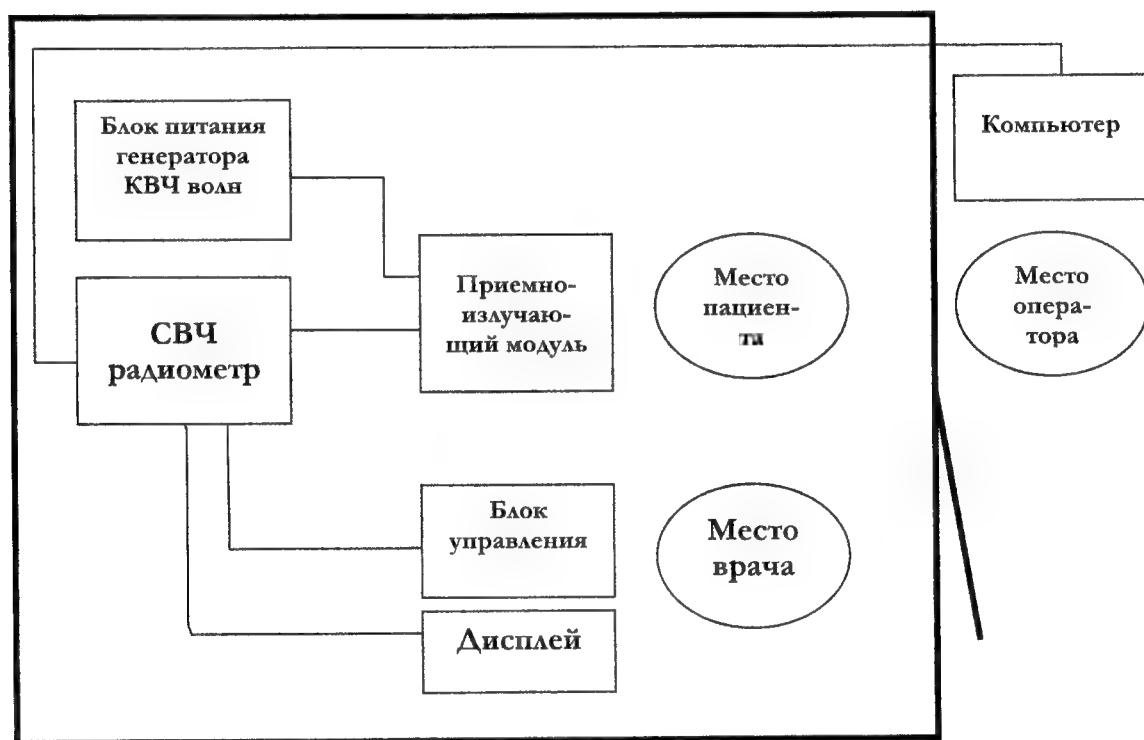 Блок питания
генератора
КВЧ волн
Компьютер
СВЧ
радиометр
Приемно-
излучаю-
щий модуль
Место
пациен-
та
Место
опера-
тора
Блок
управления
Место
врача
Дисплей